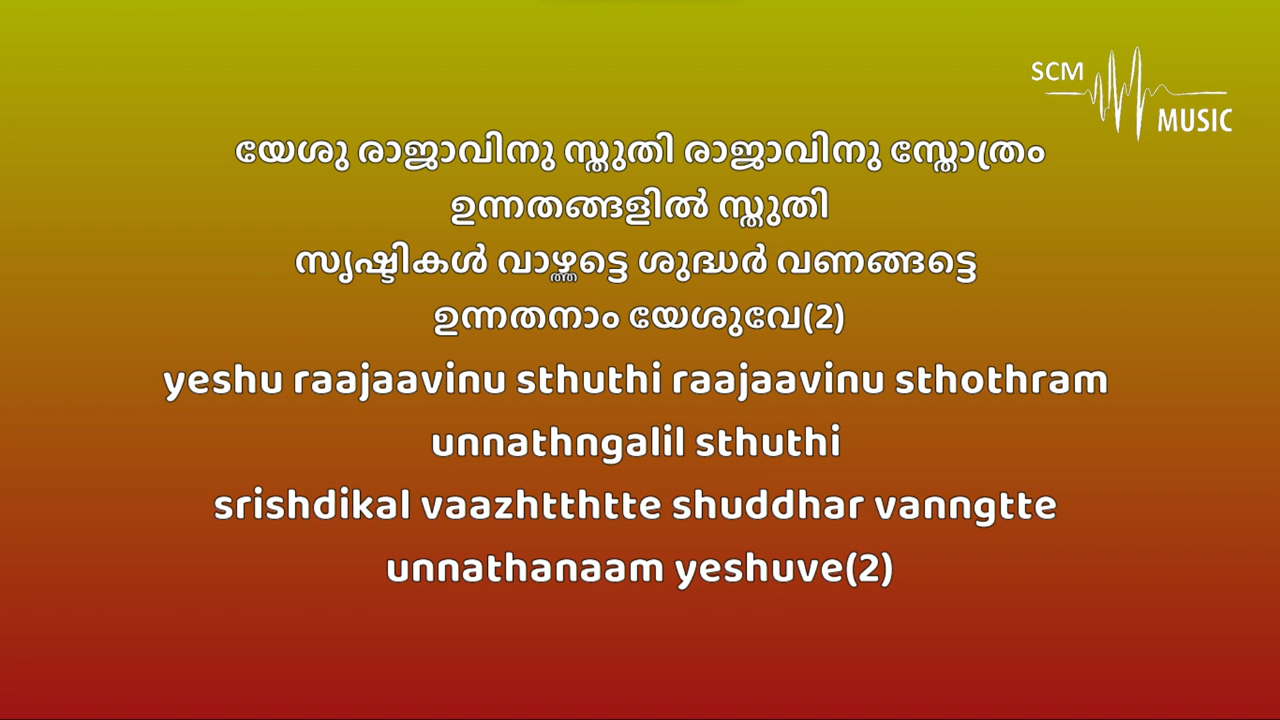 SCM
MUSIC
യേശു രാജാവിനു സ്തുതി രാജാവിനു സ്തോത്രം
ഉന്നതങ്ങളിൽ സ്തുതി
സൃഷ്ടികൾ വാഴ്ത്തട്ടെ ശുദ്ധർ വണങ്ങട്ടെ
ഉന്നതനാം യേശുവേ(2)
yeshu raajaavinu sthuthi raajaavinu sthothram
unnathngalil sthuthi
srishdikal vaazhtthtte shuddhar vanngtte
unnathanaam yeshuve(2)